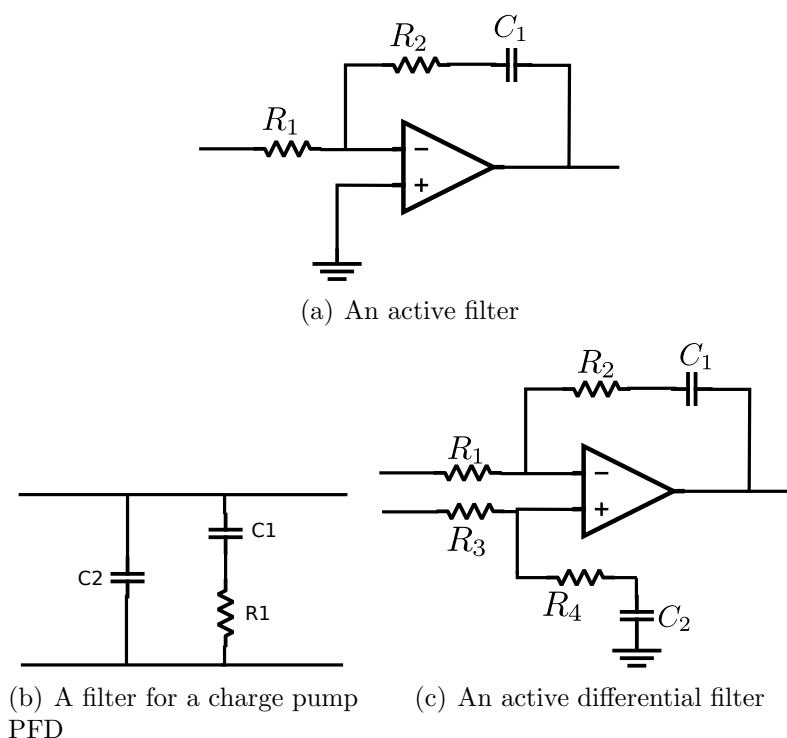 C₁
R₂
R₁
−
+
(a) An active filter
C₁
R₂
R₁
−
+
R₃
R₄
C₂
C1
C2
R1
(b) A filter for a charge pump
PFD
(c) An active differential filter